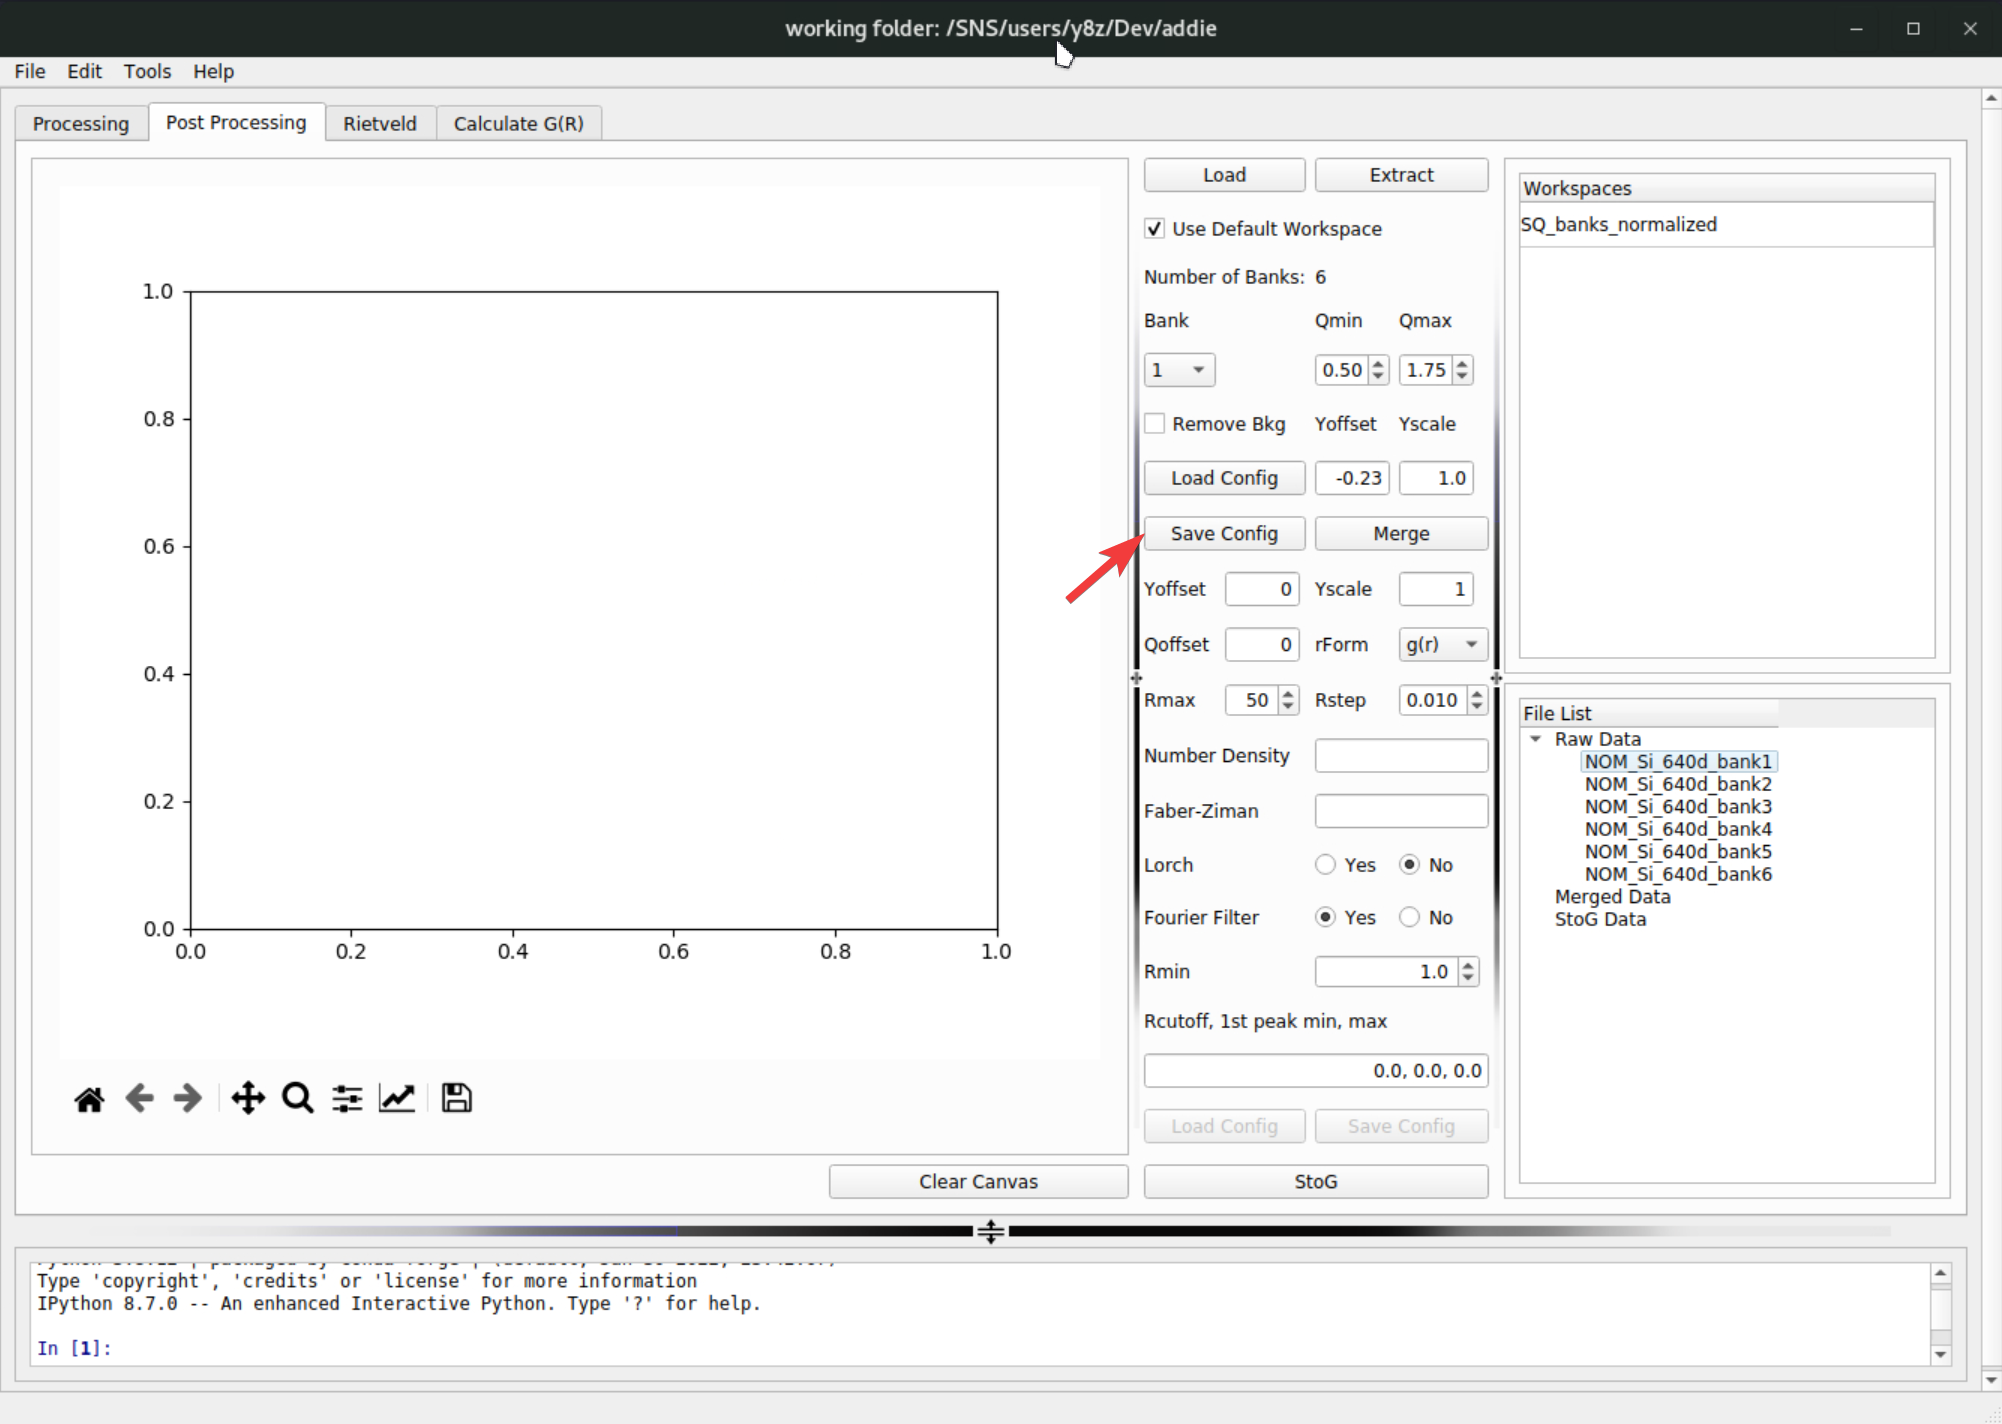 working folder: /SNS/users/y8z/Dev/addie
File Edit Tools Help
Processing Post Processing Rietveld Calculate G(R)
1.0
0.8
0.6
0.4
0.2
0.0
0.0 0.2 0.4 0.6 0.8 1.0
Clear Canvas
Load Extract
Use Default Workspace
Number of Banks: 6
Bank Qmin Qmax
1 0.50 1.75
Remove Bkg Yoffset Yscale
Load Config -0.23 1.0
Save Config Merge
Yoffset 0 Yscale 1
Qoffset 0 rForm g(r)
Rmax 50 Rstep 0.010
Number Density
Faber-Ziman
Lorch Yes No
Fourier Filter Yes No
Rmin 1.0
Rcutoff, 1st peak min, max
0.0, 0.0, 0.0
Load Config Save Config
StoG
Workspaces
SQ_banks_normalized
File List
Raw Data
NOM_Si_640d_bank1
NOM_Si_640d_bank2
NOM_Si_640d_bank3
NOM_Si_640d_bank4
NOM_Si_640d_bank5
NOM_Si_640d_bank6
Merged Data
StoG Data
Type 'copyright', 'credits' or 'license' for more information
IPython 8.7.0 -- An enhanced Interactive Python. Type '?' for help.
In [1]: